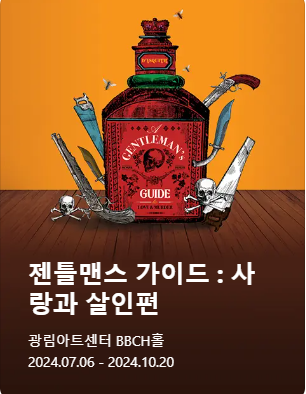 A
GENTLEMAN's
GUIDE
LOVE & MURDER
젠틀맨스 가이드 : 사
랑과 살인편
광림아트센터 BBCH홀
2024.07.06 - 2024.10.20